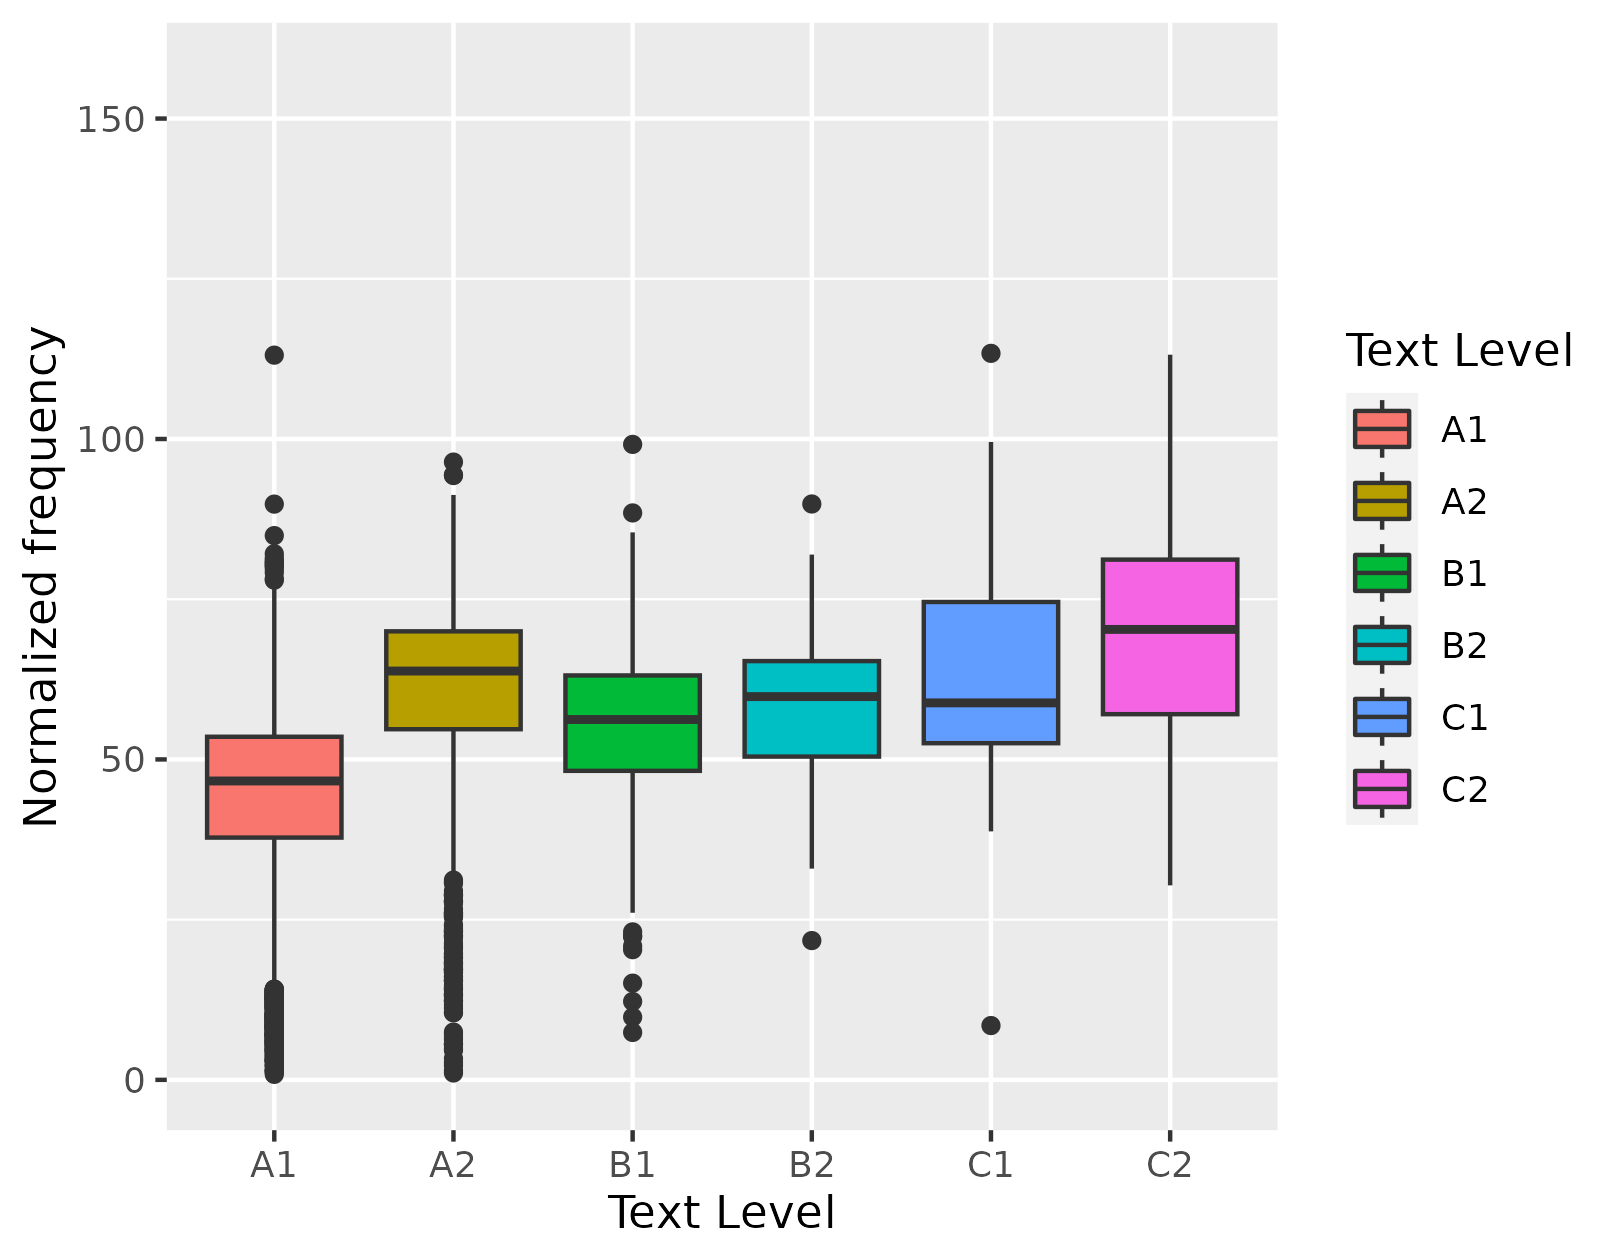 Normalized frequency
150
100
50
0
A1 A2 B1 B2 C1 C2
Text Level
Text Level
A1
A2
B1
B2
C1
C2